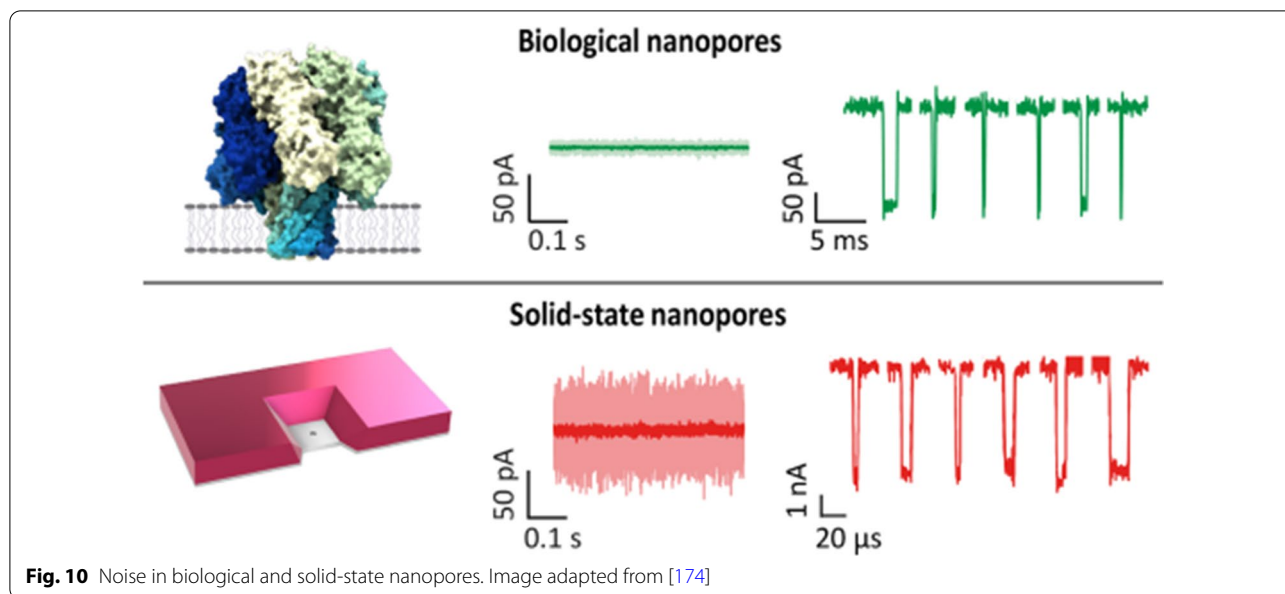 Biological nanopores
50 pA
0.1 s
50 pA
5 ms
Solid-state nanopores
50 pA
0.1 s
1 nA
20 µs
Fig. 10 Noise in biological and solid-state nanopores. Image adapted from [174]